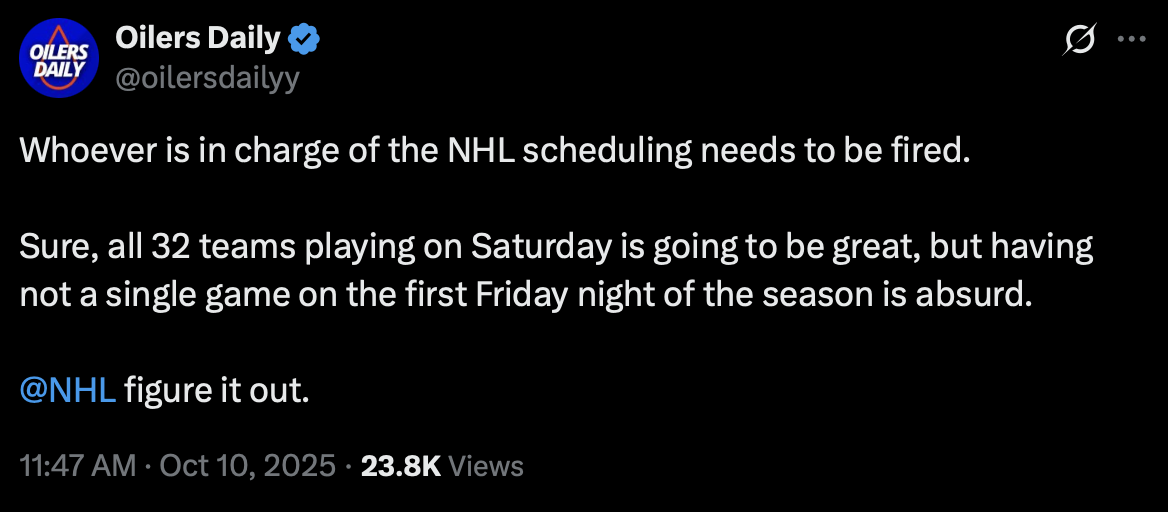 OILERS
DAILY
Oilers Daily
@oilersdailyy
Whoever is in charge of the NHL scheduling needs to be fired.
Sure, all 32 teams playing on Saturday is going to be great, but having
not a single game on the first Friday night of the season is absurd.
@NHL figure it out.
11:47 AM · Oct 10, 2025 · 23.8K Views